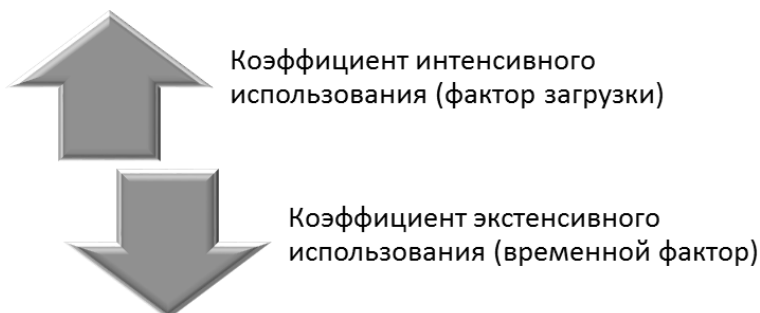 Коэффициент интенсивного
использования (фактор загрузки)
Коэффициент экстенсивного
использования (временной фактор)